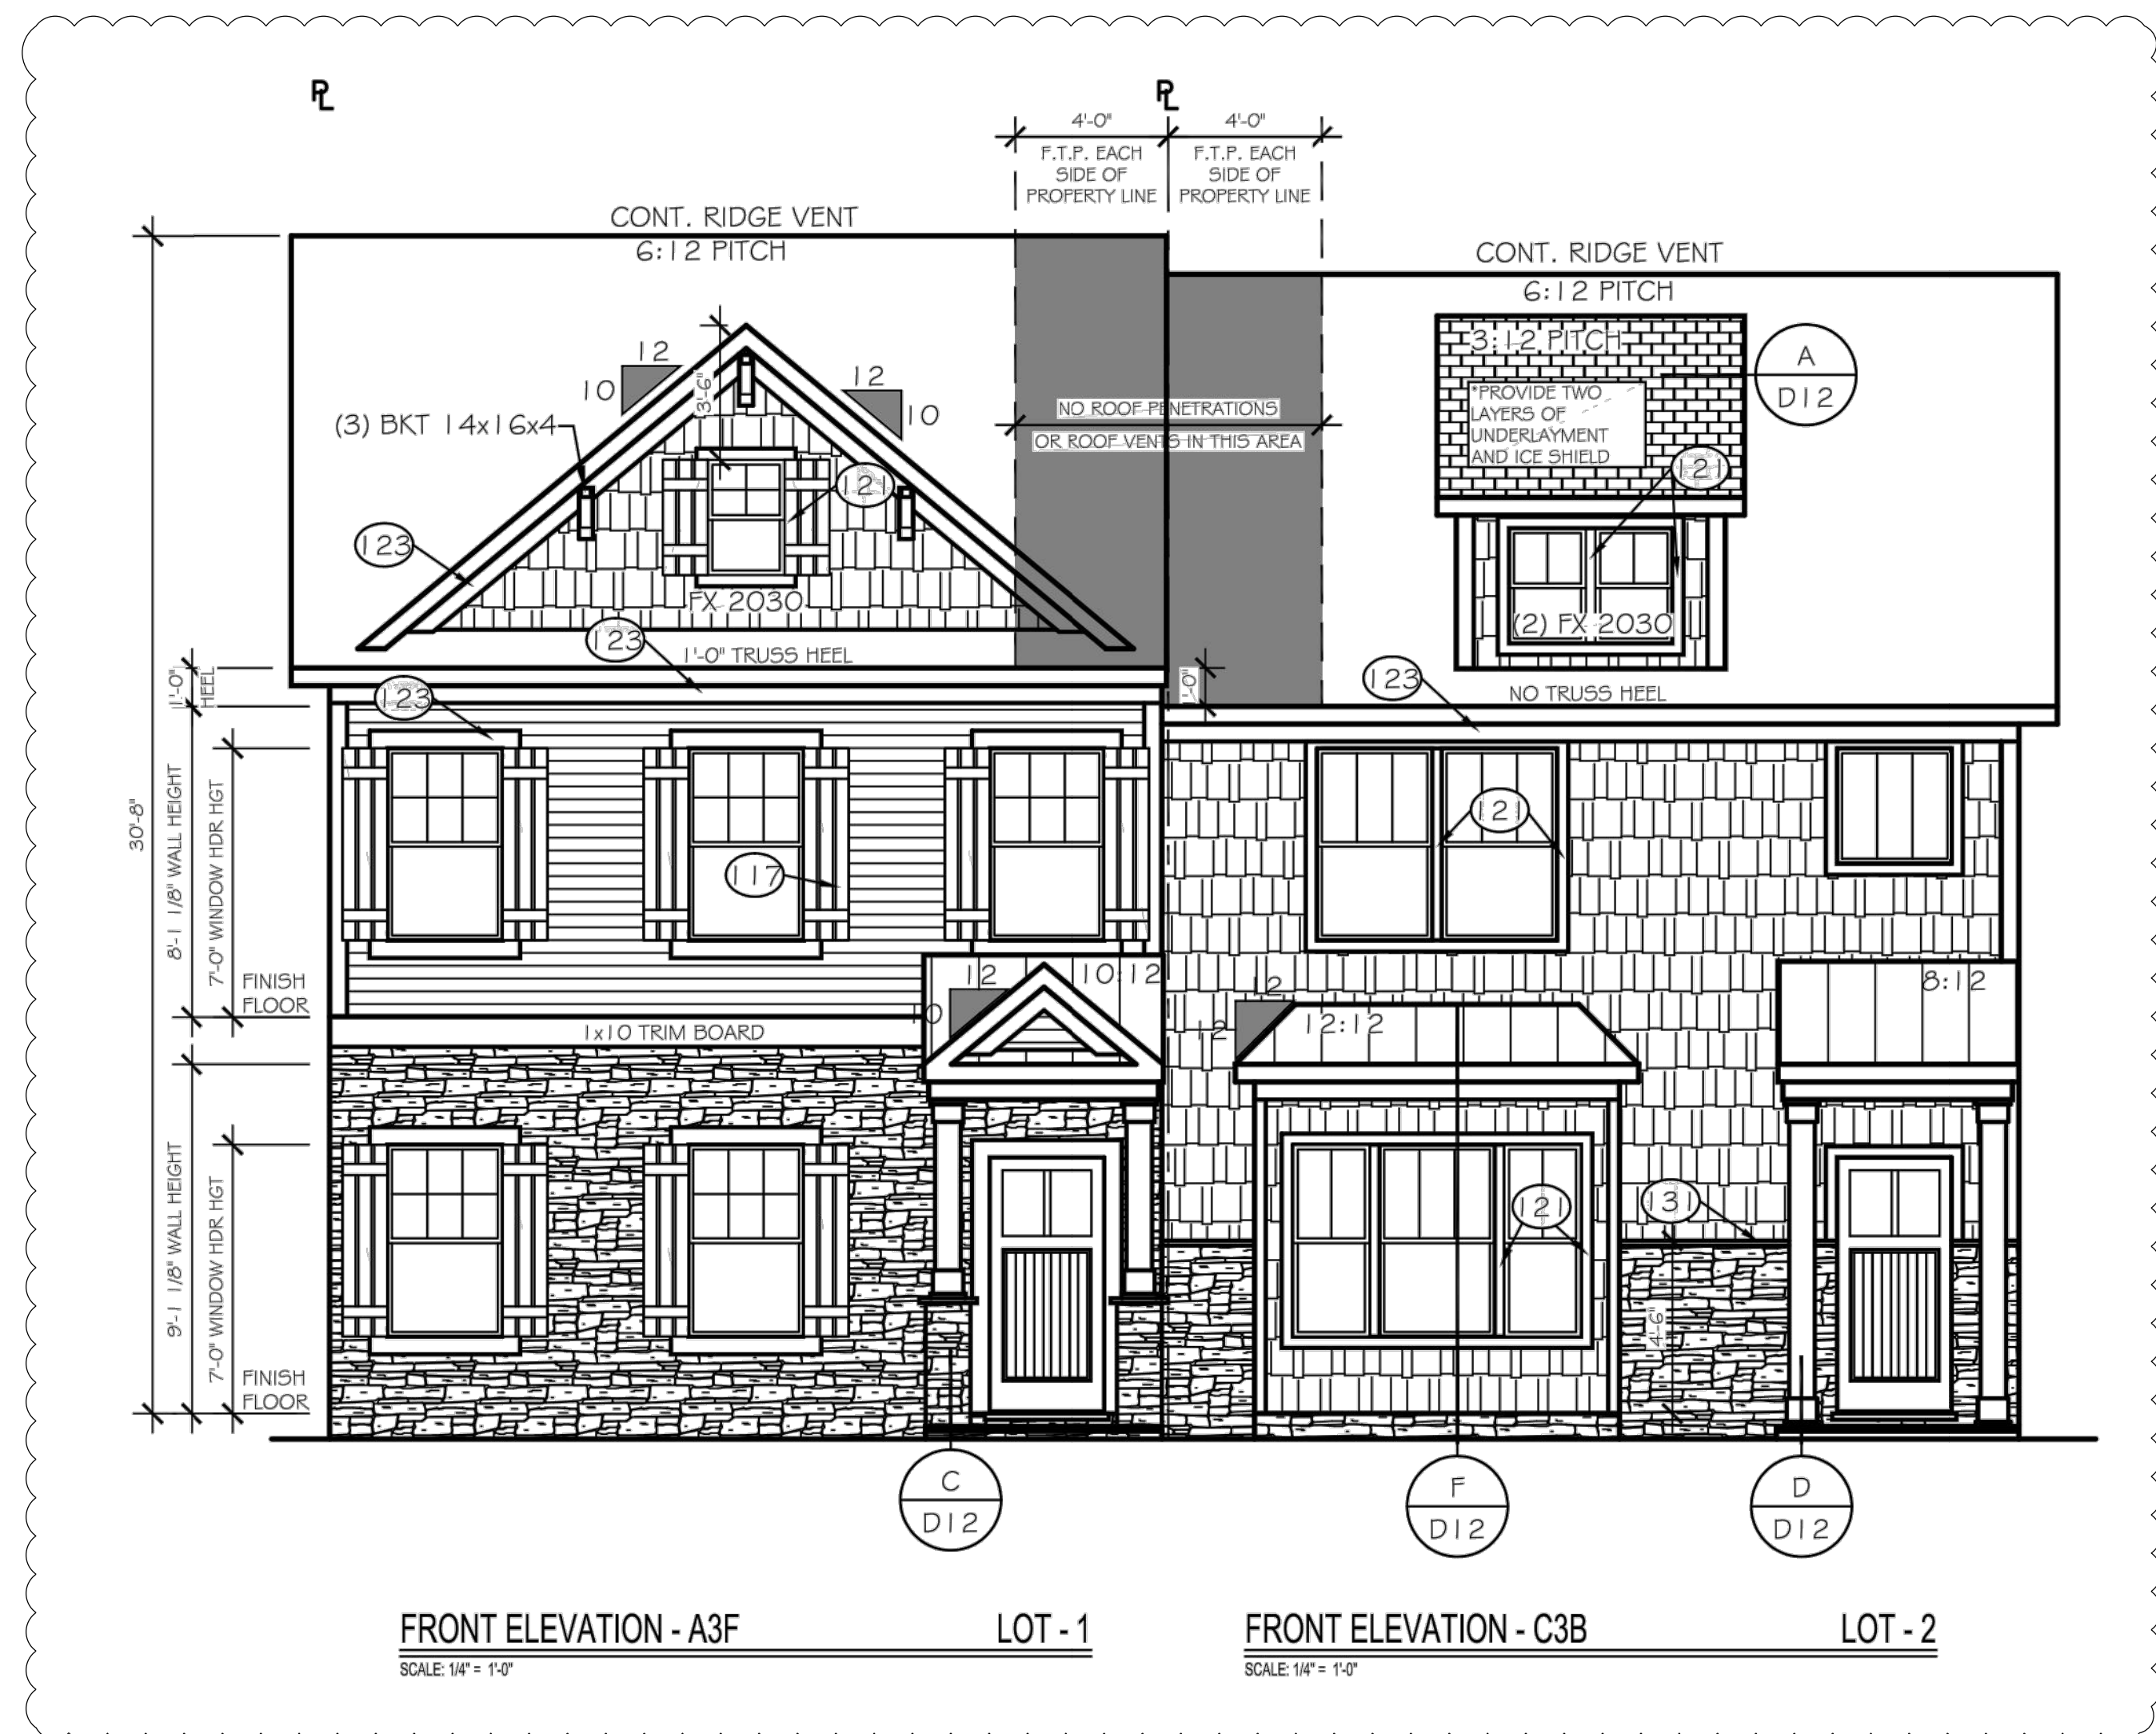 PL
PL
4'-0"
4'-0"
F.T.P. EACH
SIDE OF
PROPERTY LINE
F.T.P. EACH
SIDE OF
PROPERTY LINE
CONT. RIDGE VENT
6:12 PITCH
CONT. RIDGE VENT
6:12 PITCH
3:12 PITCH
A
D12
*PROVIDE TWO
LAYERS OF
UNDERLAYMENT
AND ICE SHIELD
12
10
12
10
3'-6"
(3) BKT 14x16x4
NO ROOF PENETRATIONS
OR ROOF VENTS IN THIS AREA
121
121
123
FX 2030
(2) FX 2030
123
1'-0" TRUSS HEEL
1'-0"
HEEL
123
1'-0"
123
NO TRUSS HEEL
30'-8"
8'-1 1/8" WALL HEIGHT
7'-0" WINDOW HDR HGT
117
121
FINISH
FLOOR
12
10
10:12
1x10 TRIM BOARD
12
12
12:12
8:12
9'-1 1/8" WALL HEIGHT
7'-0" WINDOW HDR HGT
121
131
4'-6"
FINISH
FLOOR
C
D12
F
D12
D
D12
FRONT ELEVATION - A3F LOT - 1
SCALE: 1/4" = 1'-0"
FRONT ELEVATION - C3B LOT - 2
SCALE: 1/4" = 1'-0"